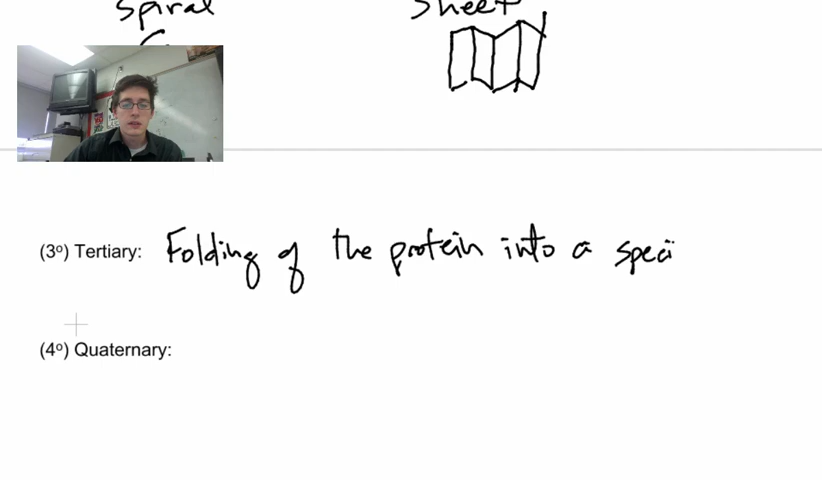 Spiral Sheet
(3º) Tertiary: Folding of the protein into a speci
(4º) Quaternary: